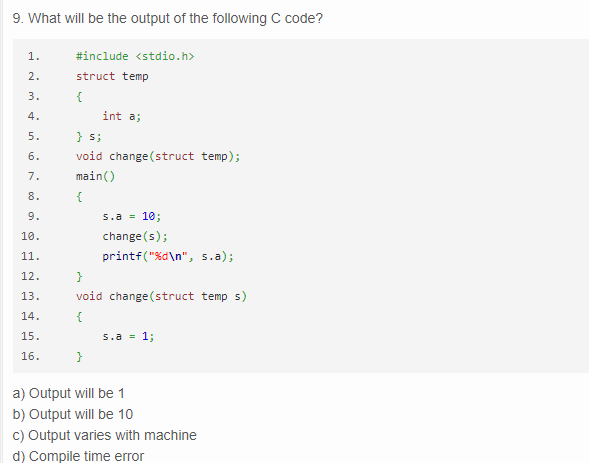 9. What will be the output of the following C code?
1. #include <stdio.h>
2. struct temp
3. {
4. int a;
5. } s;
6. void change(struct temp);
7. main()
8. {
9. s.a = 10;
10. change(s);
11. printf("%d\n", s.a);
12. }
13. void change(struct temp s)
14. {
15. s.a = 1;
16. }
a) Output will be 1
b) Output will be 10
c) Output varies with machine
d) Compile time error